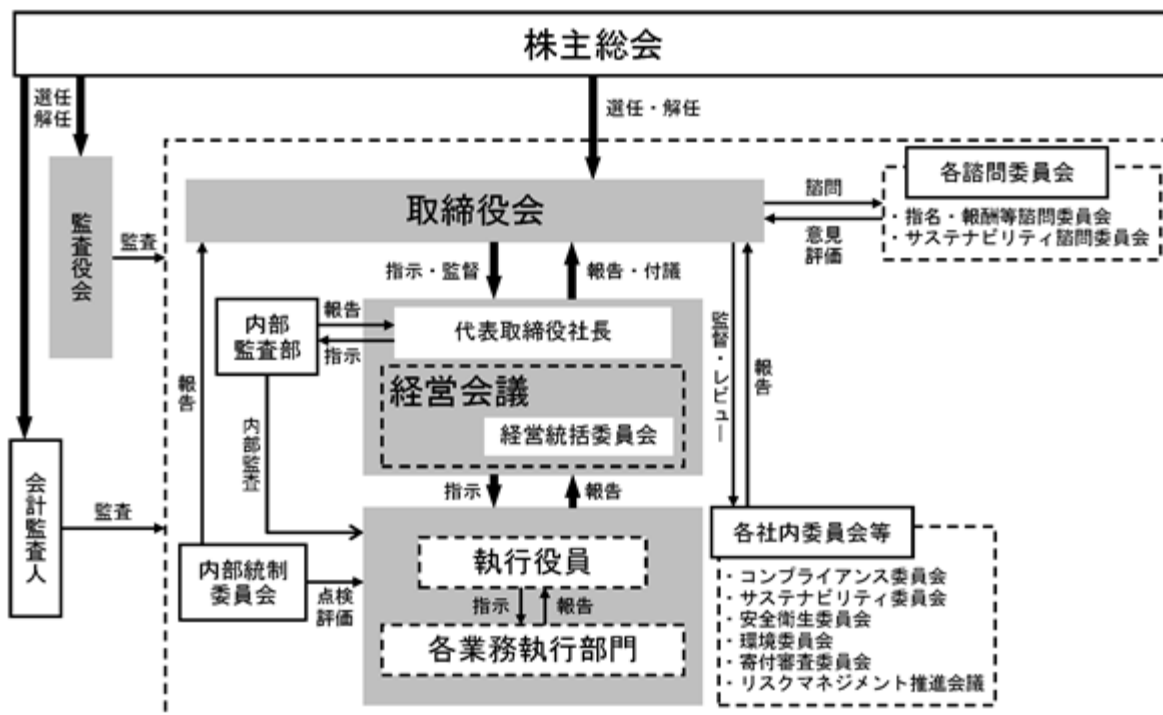 株主総会
選任
解任
選任・解任
各諮問委員会
・指名・報酬等諮問委員会
・サステナビリティ諮問委員会
諮問
意見
評価
取締役会
監査役会
監査
指示・監督
報告・付議
内部
監査部
報告
指示
代表取締役社長
経営会議
経営統括委員会
監督・レビュー
報告
報告
内部監査
指示
報告
会計監査人
監査
内部統制
委員会
点検
評価
執行役員
指示
報告
各業務執行部門
各社内委員会等
・コンプライアンス委員会
・サステナビリティ委員会
・安全衛生委員会
・環境委員会
・寄付審査委員会
・リスクマネジメント推進会議